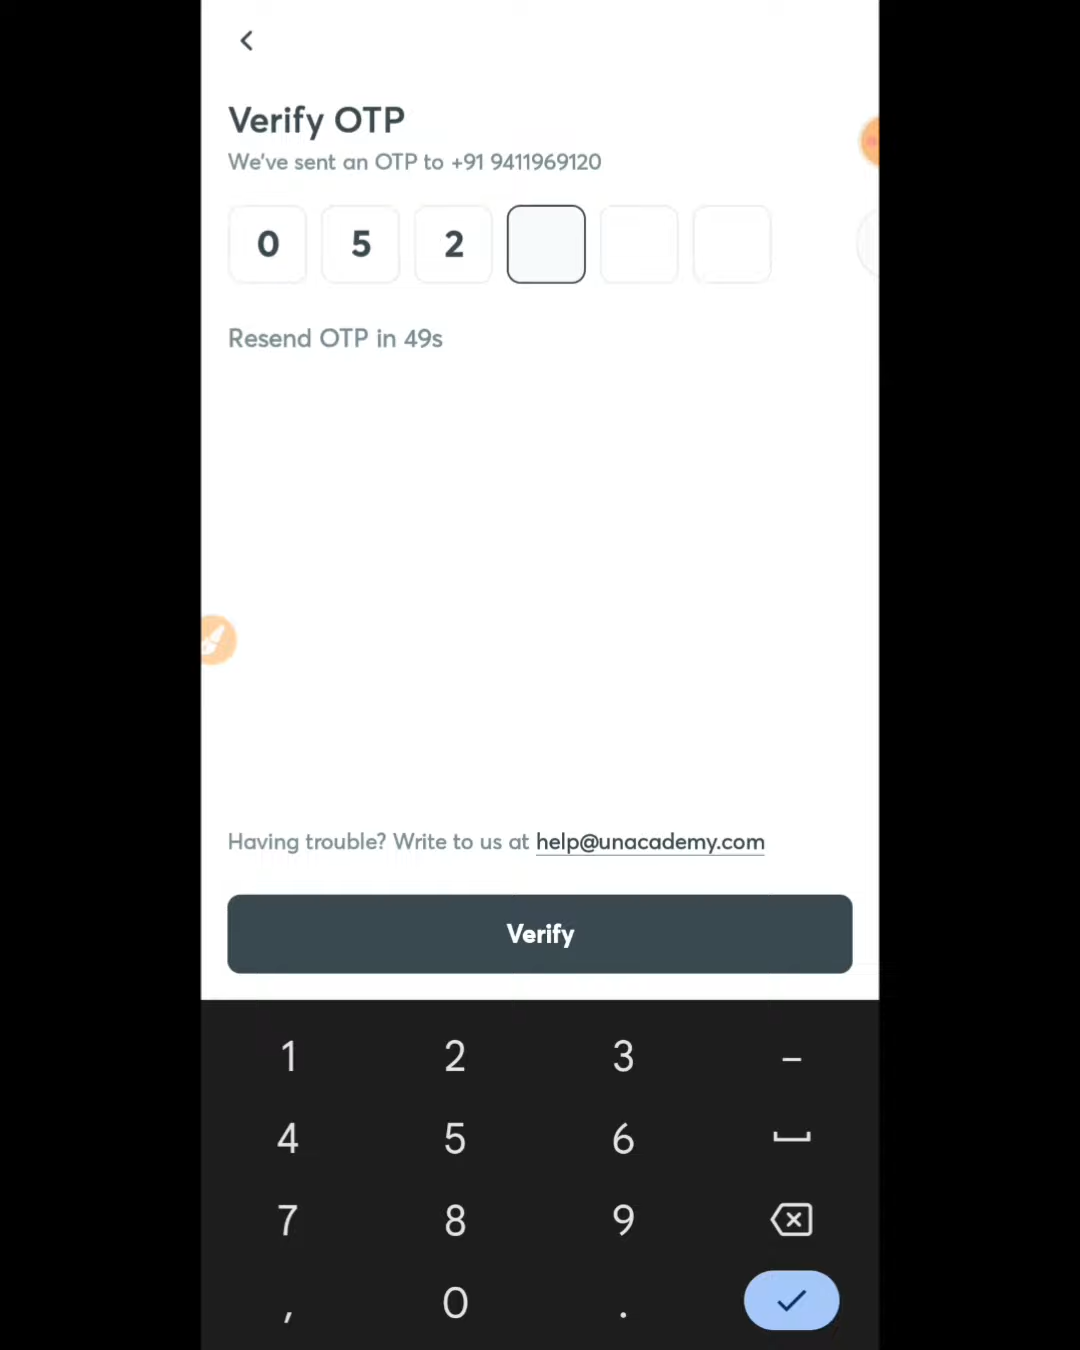 Verify OTP
We've sent an OTP to +91 9411969120
0 5 2
Resend OTP in 49s
Having trouble? Write to us at help@unacademy.com
Verify
1 2 3 –
4 5 6
7 8 9
, 0 .